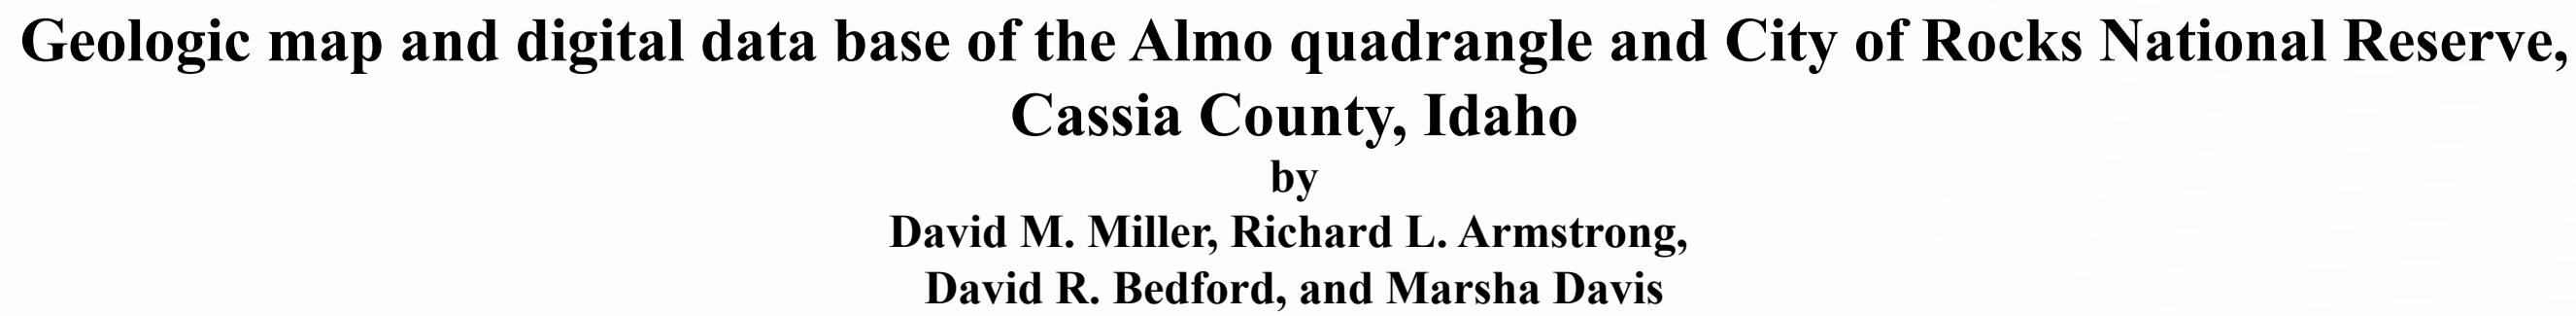 Geologic map and digital data base of the Almo quadrangle and City of Rocks National Reserve,
Cassia County, Idaho
by
David M. Miller, Richard L. Armstrong,
David R. Bedford, and Marsha Davis